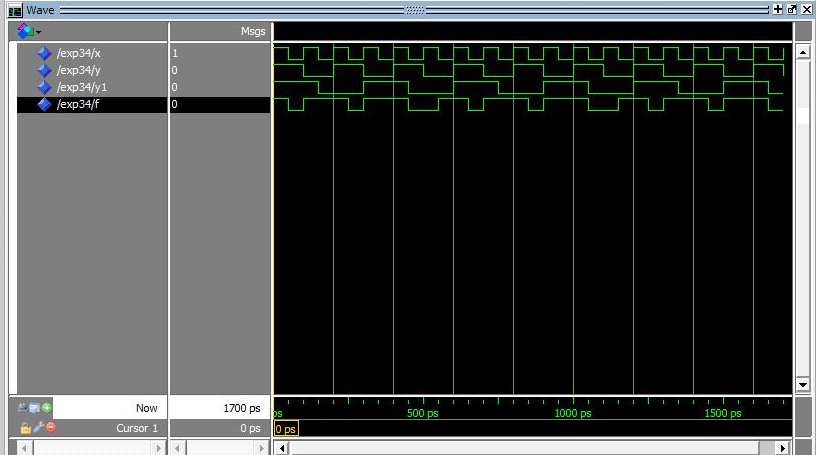 Wave
Msgs
/exp34/x 1
/exp34/y 0
/exp34/y1 0
/exp34/f 0
Now 1700 ps
ps 500 ps 1000 ps 1500 ps
Cursor 1 0 ps 0 ps